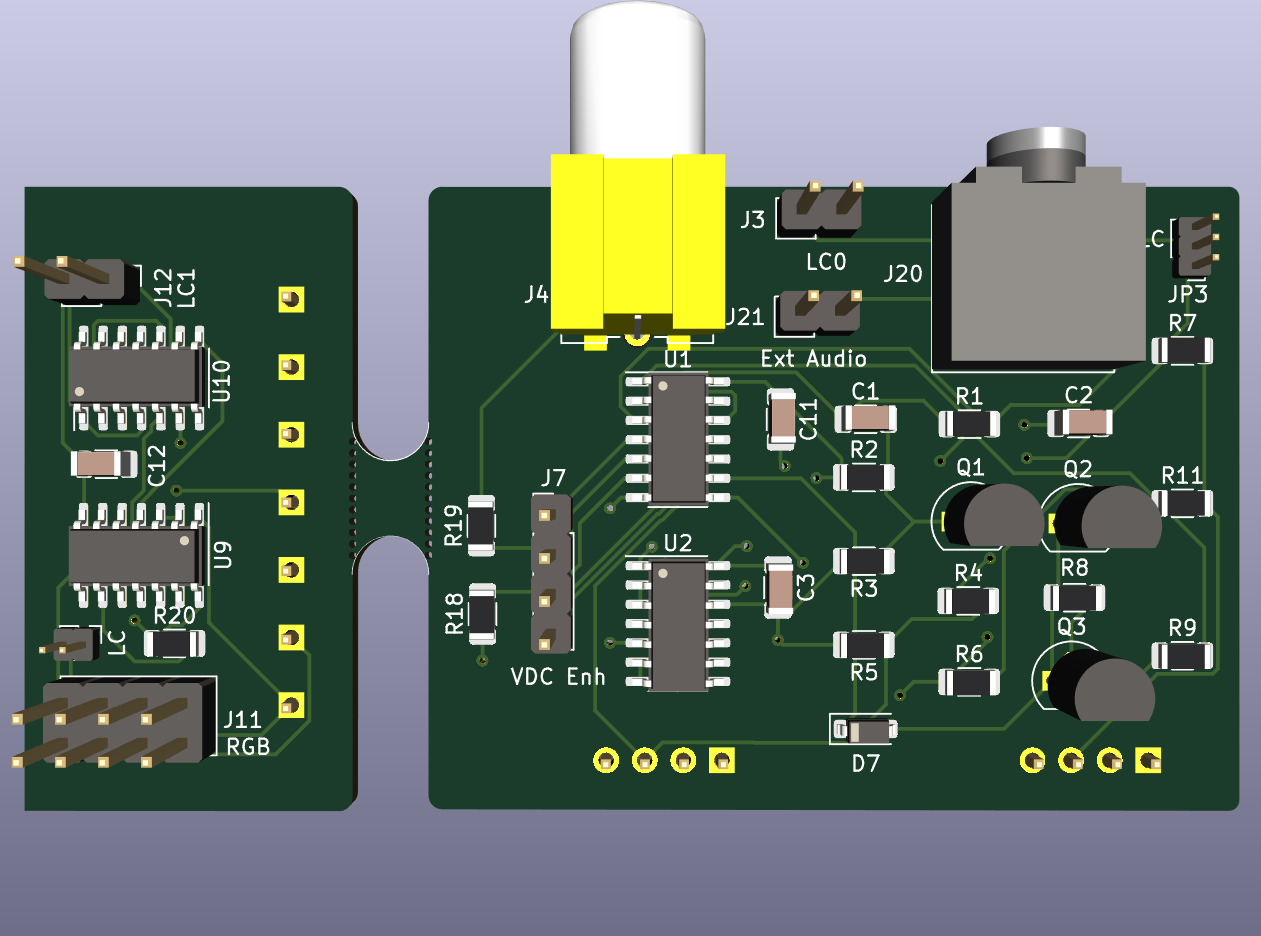 J12
LC1
U10
C12
U9
R20
LC
J11
RGB
J4
J3
LC0
J20
J21
Ext Audio
LC
JP3
R7
U1
C11
C1
R2
R1
C2
R19
J7
Q1
Q2
R11
U2
R18
C3
R3
R4
R8
R5
R6
Q3
R9
VDC Enh
D7